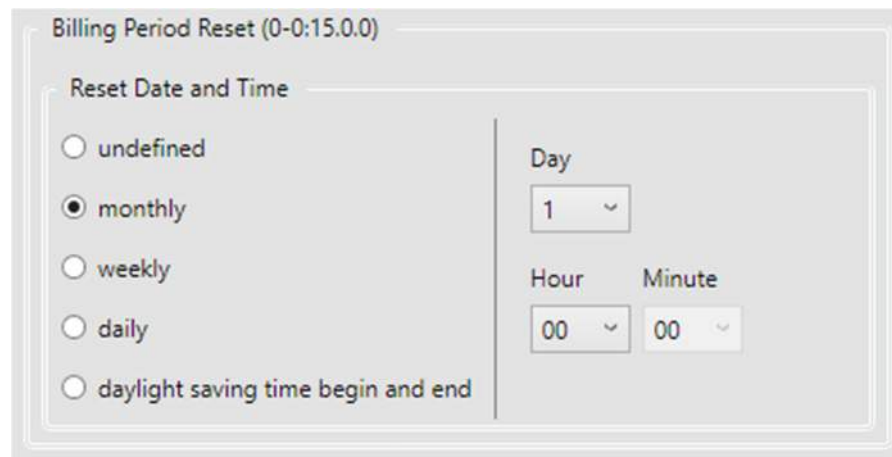 Billing Period Reset (0-0:15.0.0)
Reset Date and Time
undefined
monthly
weekly
daily
daylight saving time begin and end
Day
1
Hour Minute
00 00